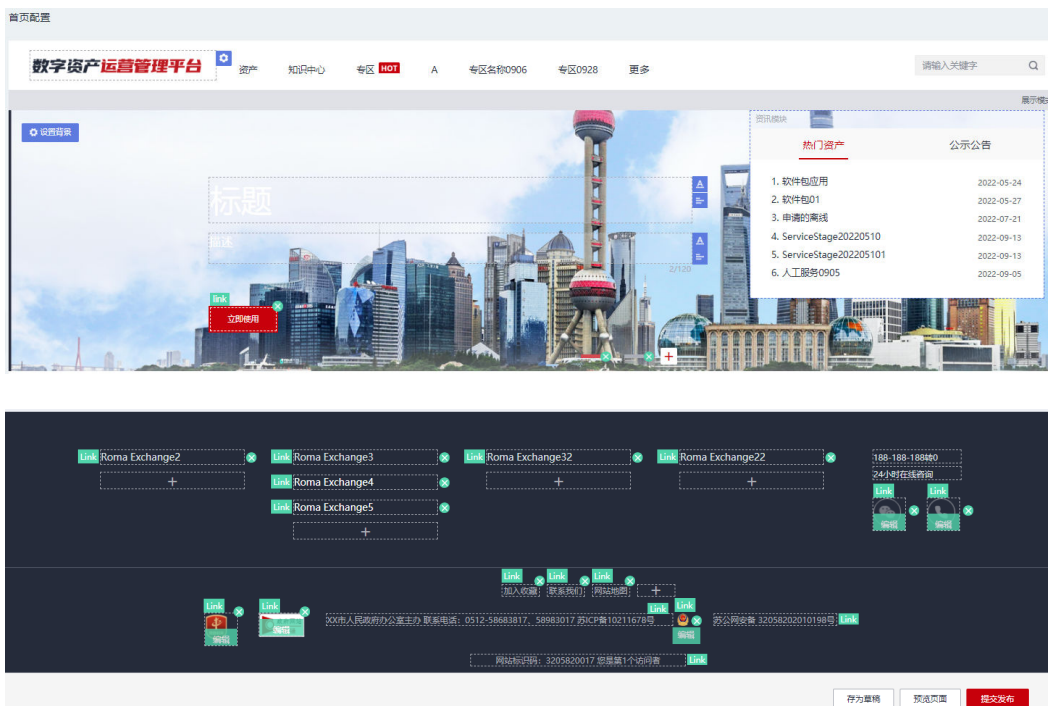 首页配置
数字资产运营管理平台
资产 知识中心 专区 HOT A 专区名称0906 专区0928 更多 请输入关键字
展示模式
设置背景
资讯模块
热门资产 公示公告
1. 软件包应用 2022-05-24
2. 软件包01 2022-05-27
3. 申请的离线 2022-07-21
4. ServiceStage20220510 2022-09-13
5. ServiceStage202205101 2022-09-13
6. 人工服务0905 2022-09-05
标题
描述
2/120
link
立即使用
Link Roma Exchange2 Link Roma Exchange3 Link Roma Exchange32 Link Roma Exchange22 188-188-188转0
+ Link Roma Exchange4 + + 24小时在线咨询
Link Roma Exchange5 Link Link
+ 编辑 编辑
Link Link Link
加入收藏 联系我们 网站地图 +
Link Link Link Link
XX市人民政府办公室主办 联系电话：0512-58683817，58983017 苏ICP备10211678号 苏公网安备 32058202010198号 Link
编辑 编辑 编辑
网站标识码：3205820017 您是第1个访问者 Link
存为草稿 预览页面 提交发布